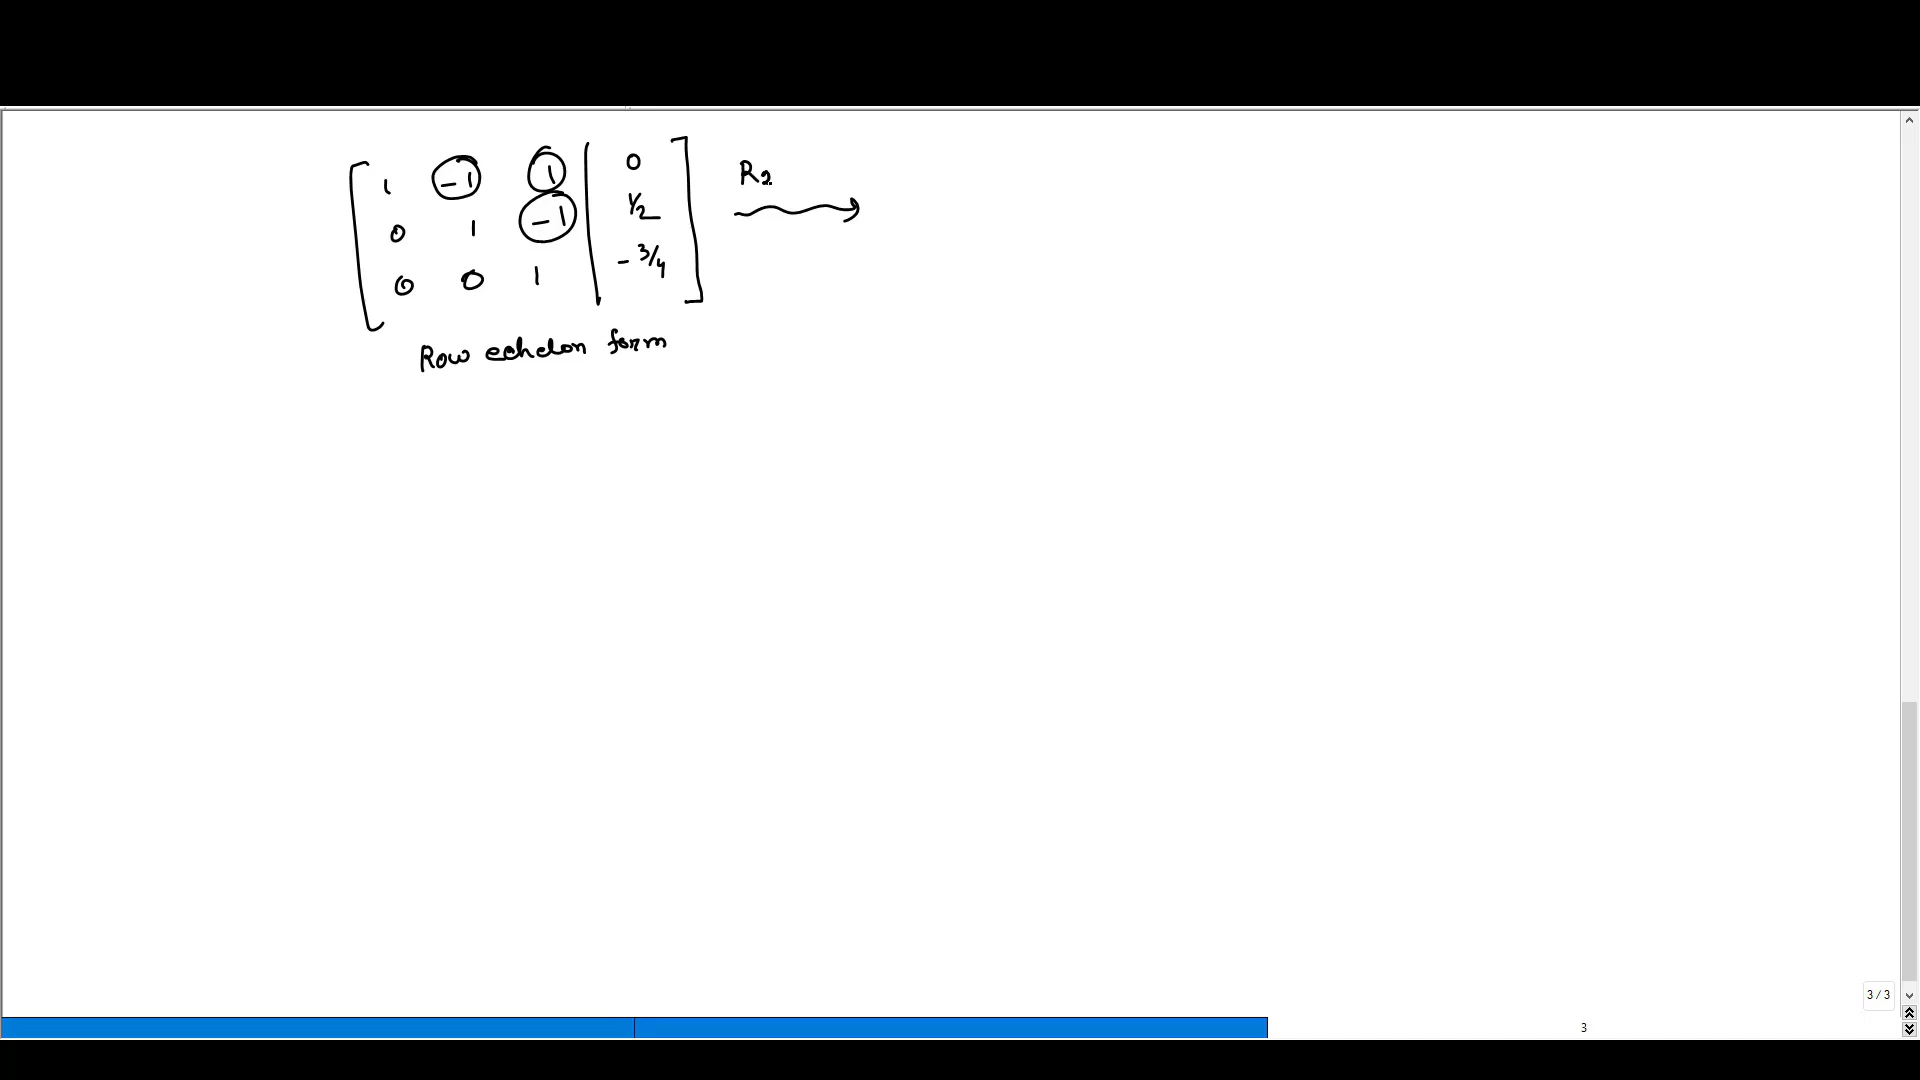 1 -1 1 0 R2
0 1 -1 1/2
0 0 1 -3/4
Row echelon form
3 / 3
3